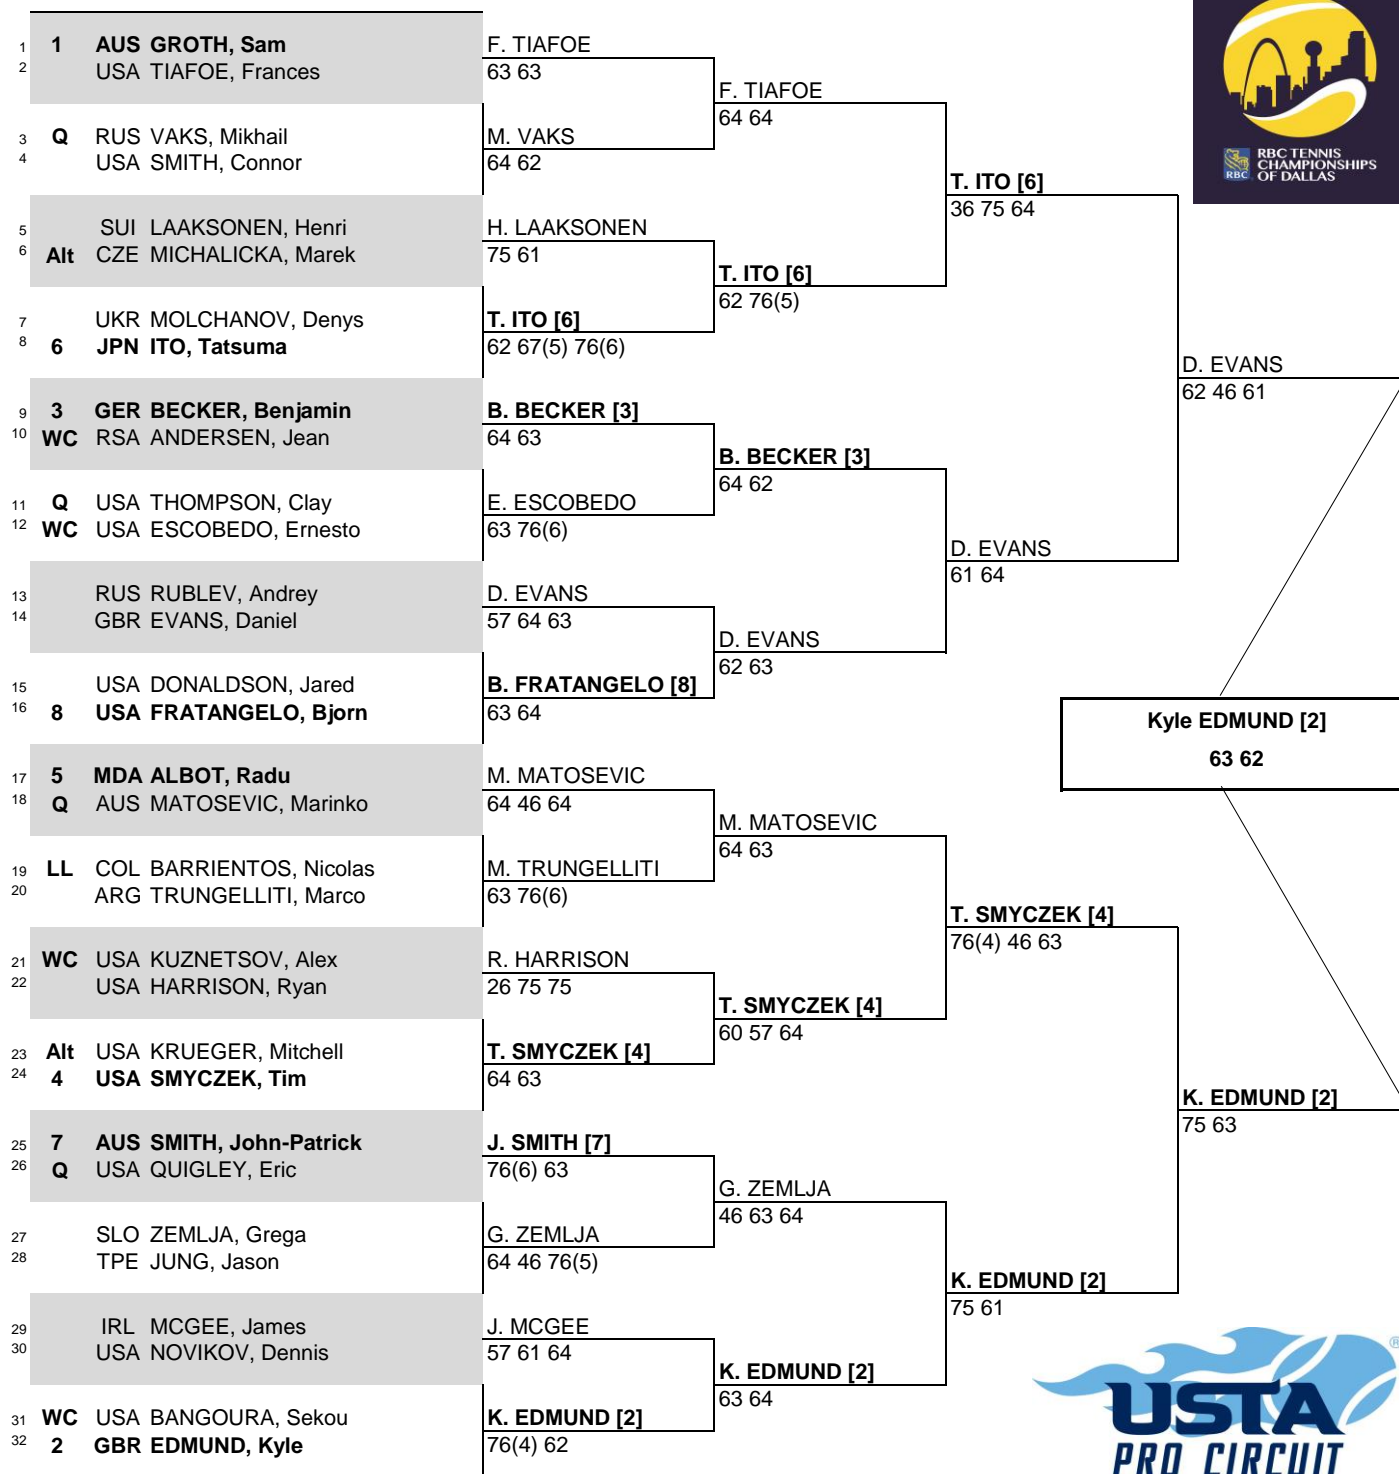 1 1 AUS GROTH, Sam
2 USA TIAFOE, Frances
3 Q RUS VAKS, Mikhail
4 USA SMITH, Connor
5 SUI LAAKSONEN, Henri
6 Alt CZE MICHALICKA, Marek
7 UKR MOLCHANOV, Denys
8 6 JPN ITO, Tatsuma
9 3 GER BECKER, Benjamin
10 WC RSA ANDERSEN, Jean
11 Q USA THOMPSON, Clay
12 WC USA ESCOBEDO, Ernesto
13 RUS RUBLEV, Andrey
14 GBR EVANS, Daniel
15 USA DONALDSON, Jared
16 8 USA FRATANGELO, Bjorn
17 5 MDA ALBOT, Radu
18 Q AUS MATOSEVIC, Marinko
19 LL COL BARRIENTOS, Nicolas
20 ARG TRUNGELLITI, Marco
21 WC USA KUZNETSOV, Alex
22 USA HARRISON, Ryan
23 Alt USA KRUEGER, Mitchell
24 4 USA SMYCZEK, Tim
25 7 AUS SMITH, John-Patrick
26 Q USA QUIGLEY, Eric
27 SLO ZEMLJA, Grega
28 TPE JUNG, Jason
29 IRL MCGEE, James
30 USA NOVIKOV, Dennis
31 WC USA BANGOURA, Sekou
32 2 GBR EDMUND, Kyle
F. TIAFOE
63 63
M. VAKS
64 62
H. LAAKSONEN
75 61
T. ITO [6]
62 67(5) 76(6)
B. BECKER [3]
64 63
E. ESCOBEDO
63 76(6)
D. EVANS
57 64 63
B. FRATANGELO [8]
63 64
M. MATOSEVIC
64 46 64
M. TRUNGELLITI
63 76(6)
R. HARRISON
26 75 75
T. SMYCZEK [4]
64 63
J. SMITH [7]
76(6) 63
G. ZEMLJA
64 46 76(5)
J. MCGEE
57 61 64
K. EDMUND [2]
76(4) 62
F. TIAFOE
64 64
T. ITO [6]
62 76(5)
B. BECKER [3]
64 62
D. EVANS
62 63
M. MATOSEVIC
64 63
T. SMYCZEK [4]
60 57 64
G. ZEMLJA
46 63 64
K. EDMUND [2]
63 64
T. ITO [6]
36 75 64
D. EVANS
61 64
T. SMYCZEK [4]
76(4) 46 63
K. EDMUND [2]
75 61
D. EVANS
62 46 61
K. EDMUND [2]
75 63
Kyle EDMUND [2]
63 62
RBC
RBC TENNIS
CHAMPIONSHIPS
OF DALLAS
USTA
®
PRO CIRCUIT